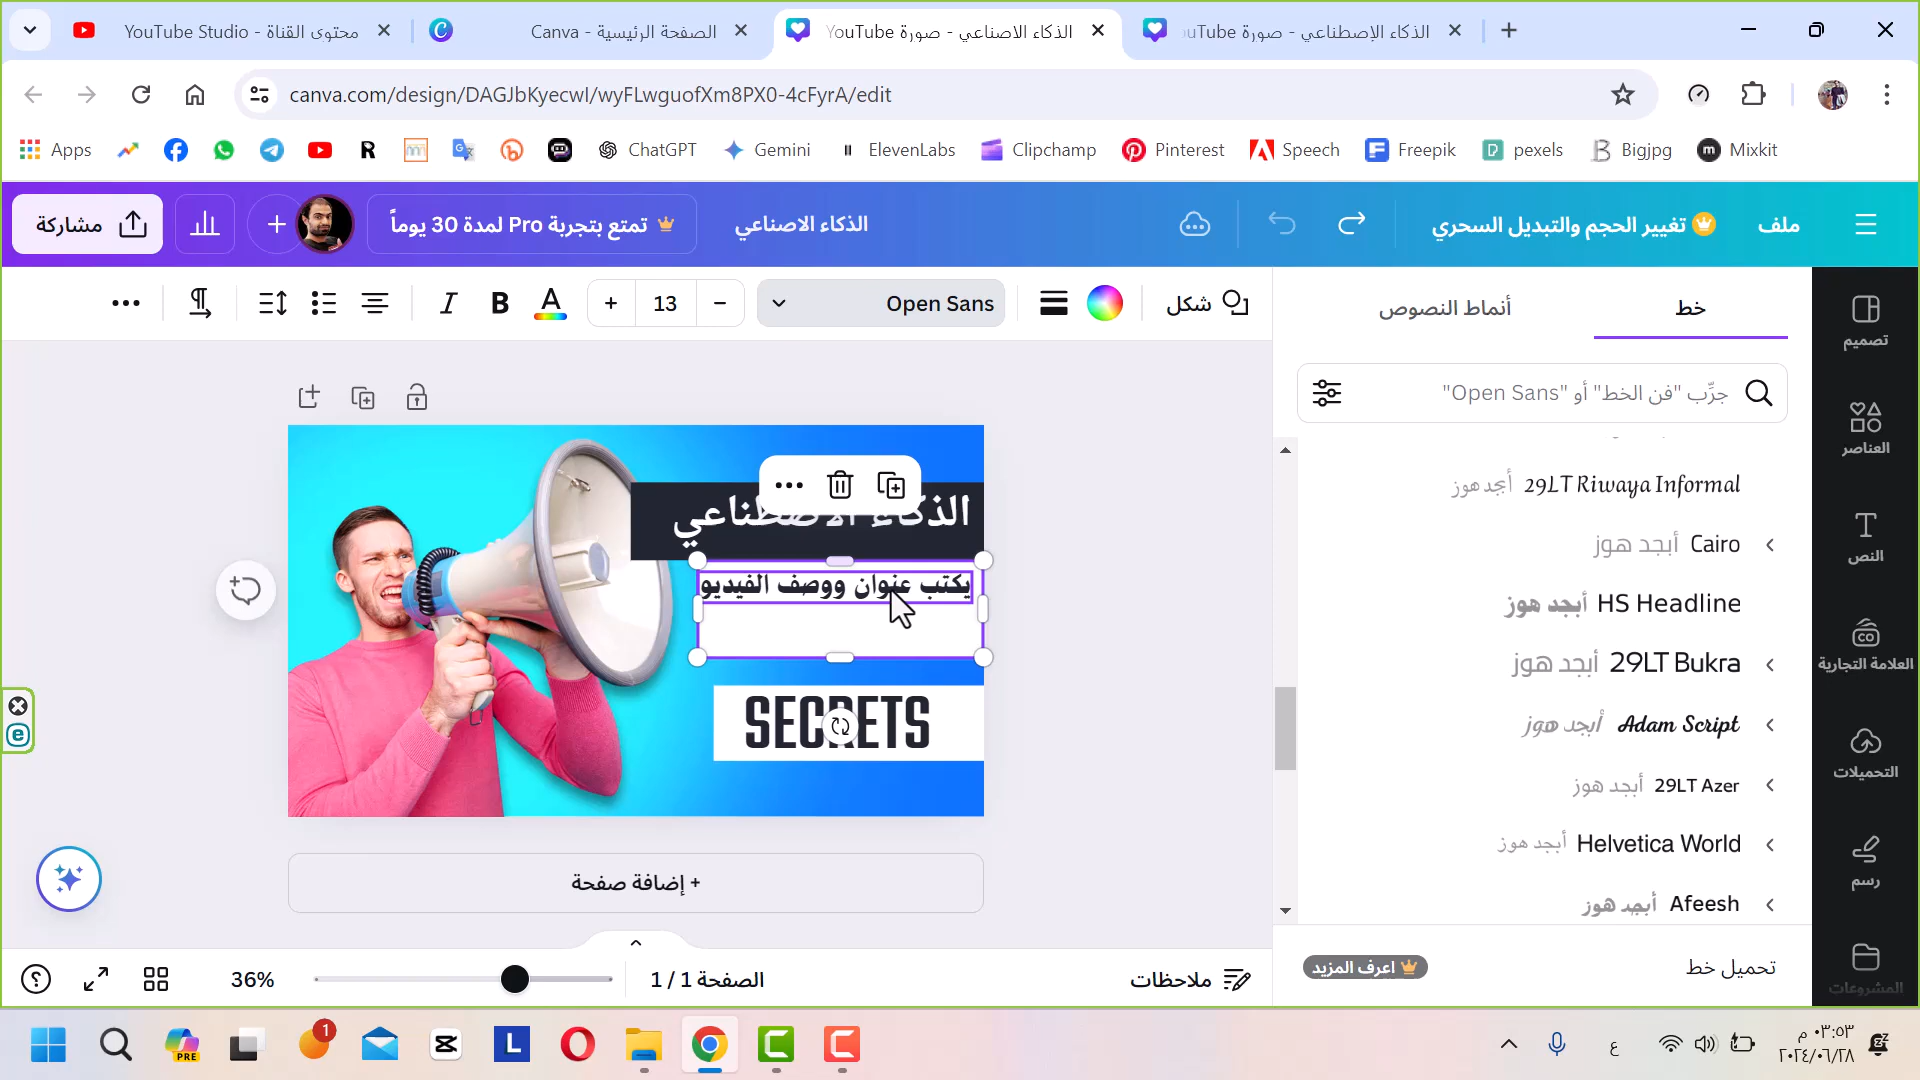 YouTube Studio - محتوى القناة
Canva - الصفحة الرئيسية
الذكاء الاصناعي - صورة YouTube
الذكاء الإصطناعي - صورة uTube
canva.com/design/DAGJbKyecwI/wyFLwguofXm8PX0-4cFyrA/edit
Apps
ChatGPT
Gemini
ElevenLabs
Clipchamp
Pinterest
Speech
Freepik
pexels
Bigjpg
Mixkit
ملف
تغيير الحجم والتبديل السحري
الذكاء الاصناعي
تمتع بتجربة Pro لمدة 30 يوماً
مشاركة
شكل
Open Sans
13
خط
أنماط النصوص
جرِّب "فن الخط" أو "Open Sans"
29LT Riwaya Informal أبجد هوز
Cairo أبجد هوز
HS Headline أبجد هوز
29LT Bukra أبجد هوز
Adam Script أبجد هوز
29LT Azer أبجد هوز
Helvetica World أبجد هوز
Afeesh أبجد هوز
تحميل خط
اعرف المزيد
تصميم
العناصر
النص
العلامة التجارية
رسم
التحميلات
المشروعات
الذكاء الاصطناعي
يكتب عنوان ووصف الفيديو
SECRETS
+ إضافة صفحة
ملاحظات
الصفحة 1 / 1
36%
PRE
1
L
ع
٠٣:٥٣ م
٢٠٢٤/٠٦/٢٨